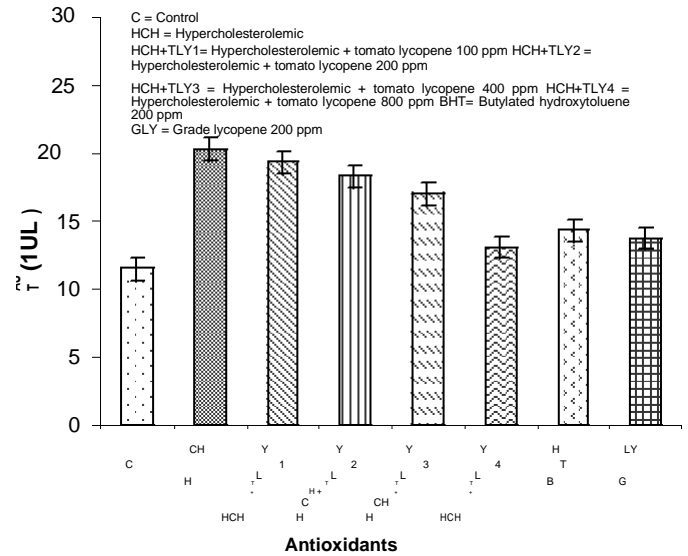 C = Control
HCH = Hypercholesterolemic
HCH+TLY1= Hypercholesterolemic + tomato lycopene 100 ppm HCH+TLY2 =
Hypercholesterolemic + tomato lycopene 200 ppm
HCH+TLY3 = Hypercholesterolemic + tomato lycopene 400 ppm HCH+TLY4 =
Hypercholesterolemic + tomato lycopene 800 ppm BHT= Butylated hydroxytoluene
200 ppm
GLY = Grade lycopene 200 ppm
30
25
20
15
10
5
0
T (1UL )
CH Y Y Y Y H LY
C 1 2 3 4 T
H L L L L B G
HCH H H HCH
Antioxidants